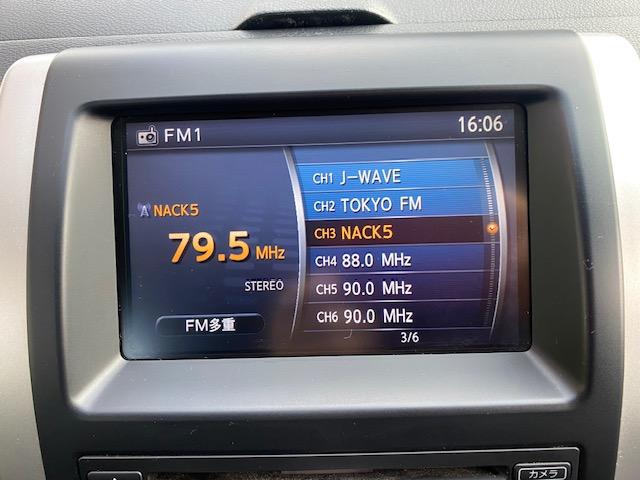 FM1
16:06
NACK5
79.5 MHz
STEREO
FM多重
CH1 J-WAVE
CH2 TOKYO FM
CH3 NACK5
CH4 88.0 MHz
CH5 90.0 MHz
CH6 90.0 MHz
3/6
カメラ